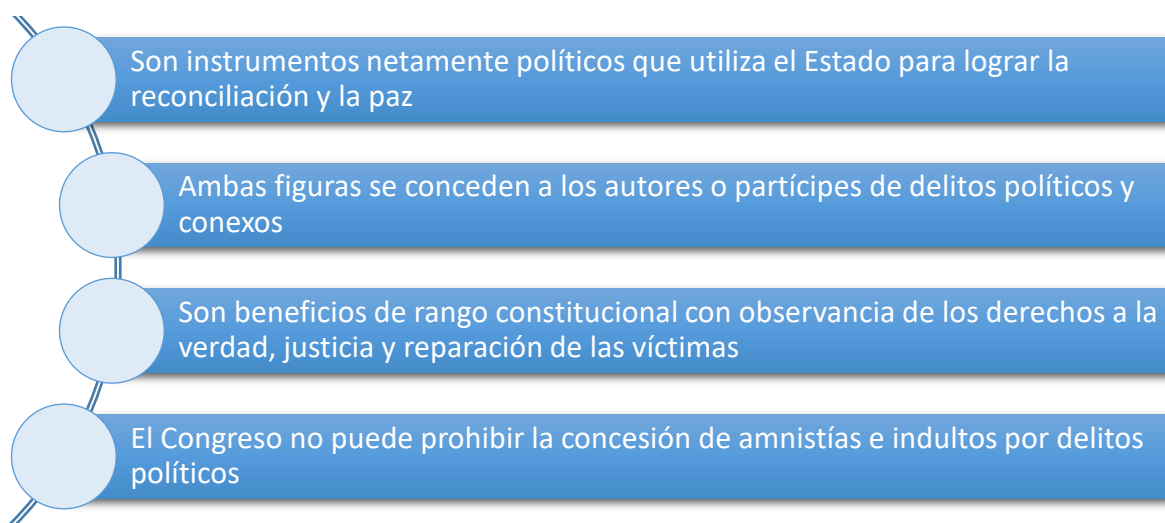 Son instrumentos netamente políticos que utiliza el Estado para lograr la
reconciliación y la paz
Ambas figuras se conceden a los autores o partícipes de delitos políticos y
conexos
Son beneficios de rango constitucional con observancia de los derechos a la
verdad, justicia y reparación de las víctimas
El Congreso no puede prohibir la concesión de amnistías e indultos por delitos
políticos